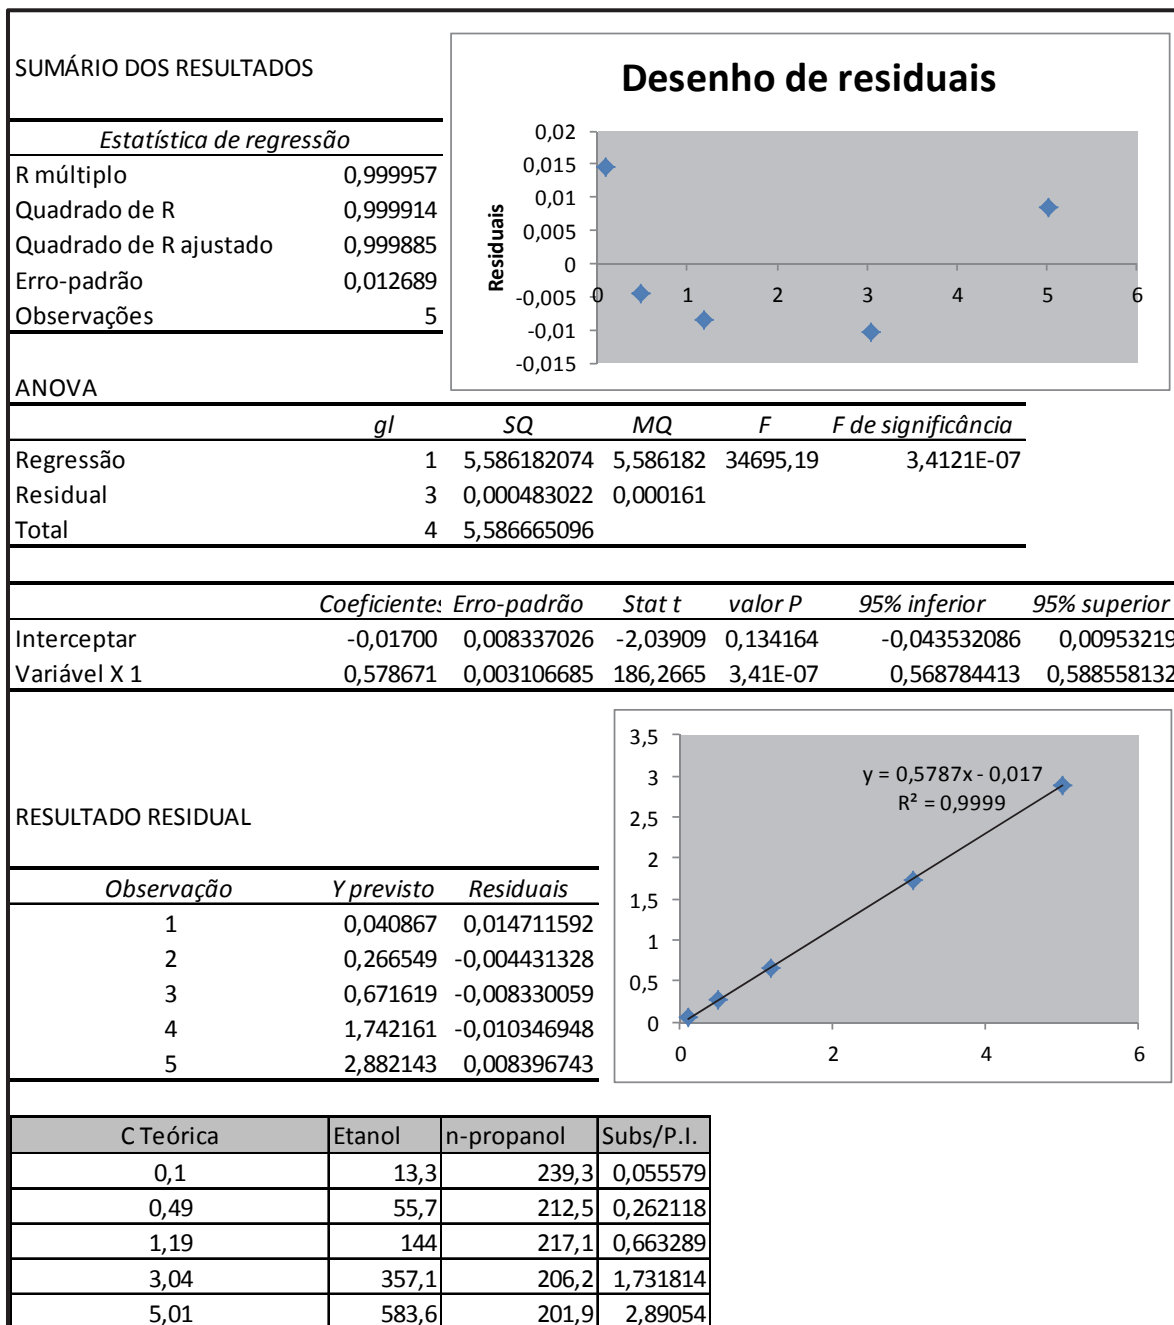 SUMÁRIO DOS RESULTADOS
Estatística de regressão
R múltiplo 0,999957
Quadrado de R 0,999914
Quadrado de R ajustado 0,999885
Erro-padrão 0,012689
Observações 5
Desenho de residuais
Residuais
0,02
0,015
0,01
0,005
0
-0,005
-0,01
-0,015
0 1 2 3 4 5 6
ANOVA
gl SQ MQ F F de significância
Regressão 1 5,586182074 5,586182 34695,19 3,4121E-07
Residual 3 0,000483022 0,000161
Total 4 5,586665096
Coeficientes Erro-padrão Stat t valor P 95% inferior 95% superior
Interceptar -0,01700 0,008337026 -2,03909 0,134164 -0,043532086 0,00953219
Variável X 1 0,578671 0,003106685 186,2665 3,41E-07 0,568784413 0,588558132
RESULTADO RESIDUAL
Observação Y previsto Residuais
1 0,040867 0,014711592
2 0,266549 -0,004431328
3 0,671619 -0,008330059
4 1,742161 -0,010346948
5 2,882143 0,008396743
3,5
3
2,5
2
1,5
1
0,5
0
0 2 4 6
y = 0,5787x - 0,017
R² = 0,9999
C Teórica Etanol n-propanol Subs/P.I.
0,1 13,3 239,3 0,055579
0,49 55,7 212,5 0,262118
1,19 144 217,1 0,663289
3,04 357,1 206,2 1,731814
5,01 583,6 201,9 2,89054